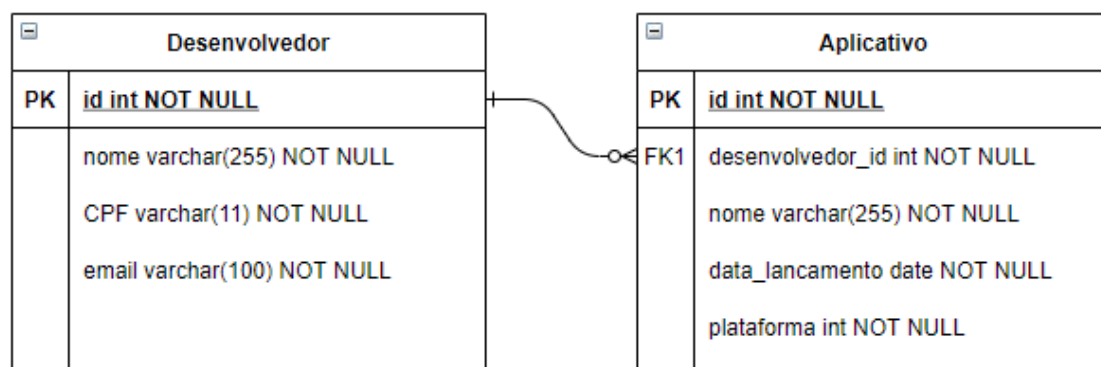 Desenvolvedor
PK id int NOT NULL
nome varchar(255) NOT NULL
CPF varchar(11) NOT NULL
email varchar(100) NOT NULL
Aplicativo
PK id int NOT NULL
FK1 desenvolvedor_id int NOT NULL
nome varchar(255) NOT NULL
data_lancamento date NOT NULL
plataforma int NOT NULL